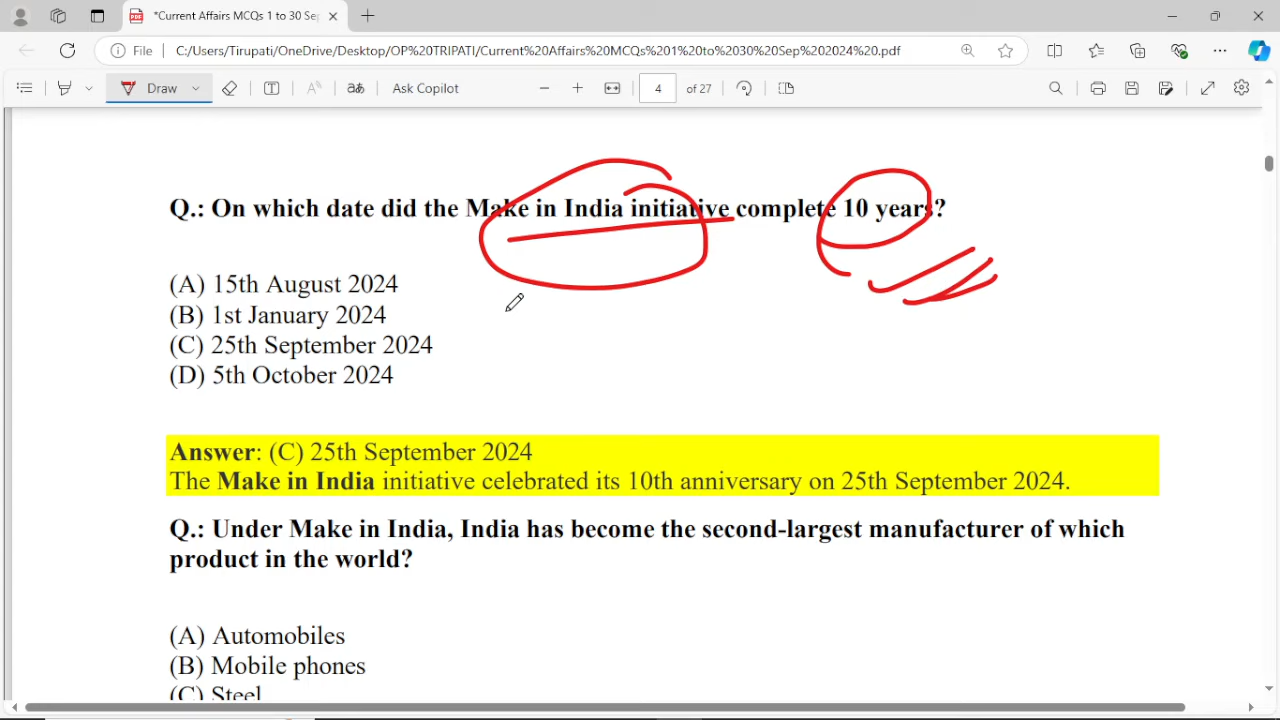 *Current Affairs MCQs 1 to 30 Sep
File
C:/Users/Tirupati/OneDrive/Desktop/OP%20TRIPATI/Current%20Affairs%20MCQs%201%20to%2030%20Sep%202024%20.pdf
Draw
Ask Copilot
4 of 27
Q.: On which date did the Make in India initiative complete 10 years?
(A) 15th August 2024
(B) 1st January 2024
(C) 25th September 2024
(D) 5th October 2024
Answer: (C) 25th September 2024
The Make in India initiative celebrated its 10th anniversary on 25th September 2024.
Q.: Under Make in India, India has become the second-largest manufacturer of which
product in the world?
(A) Automobiles
(B) Mobile phones
(C) Steel